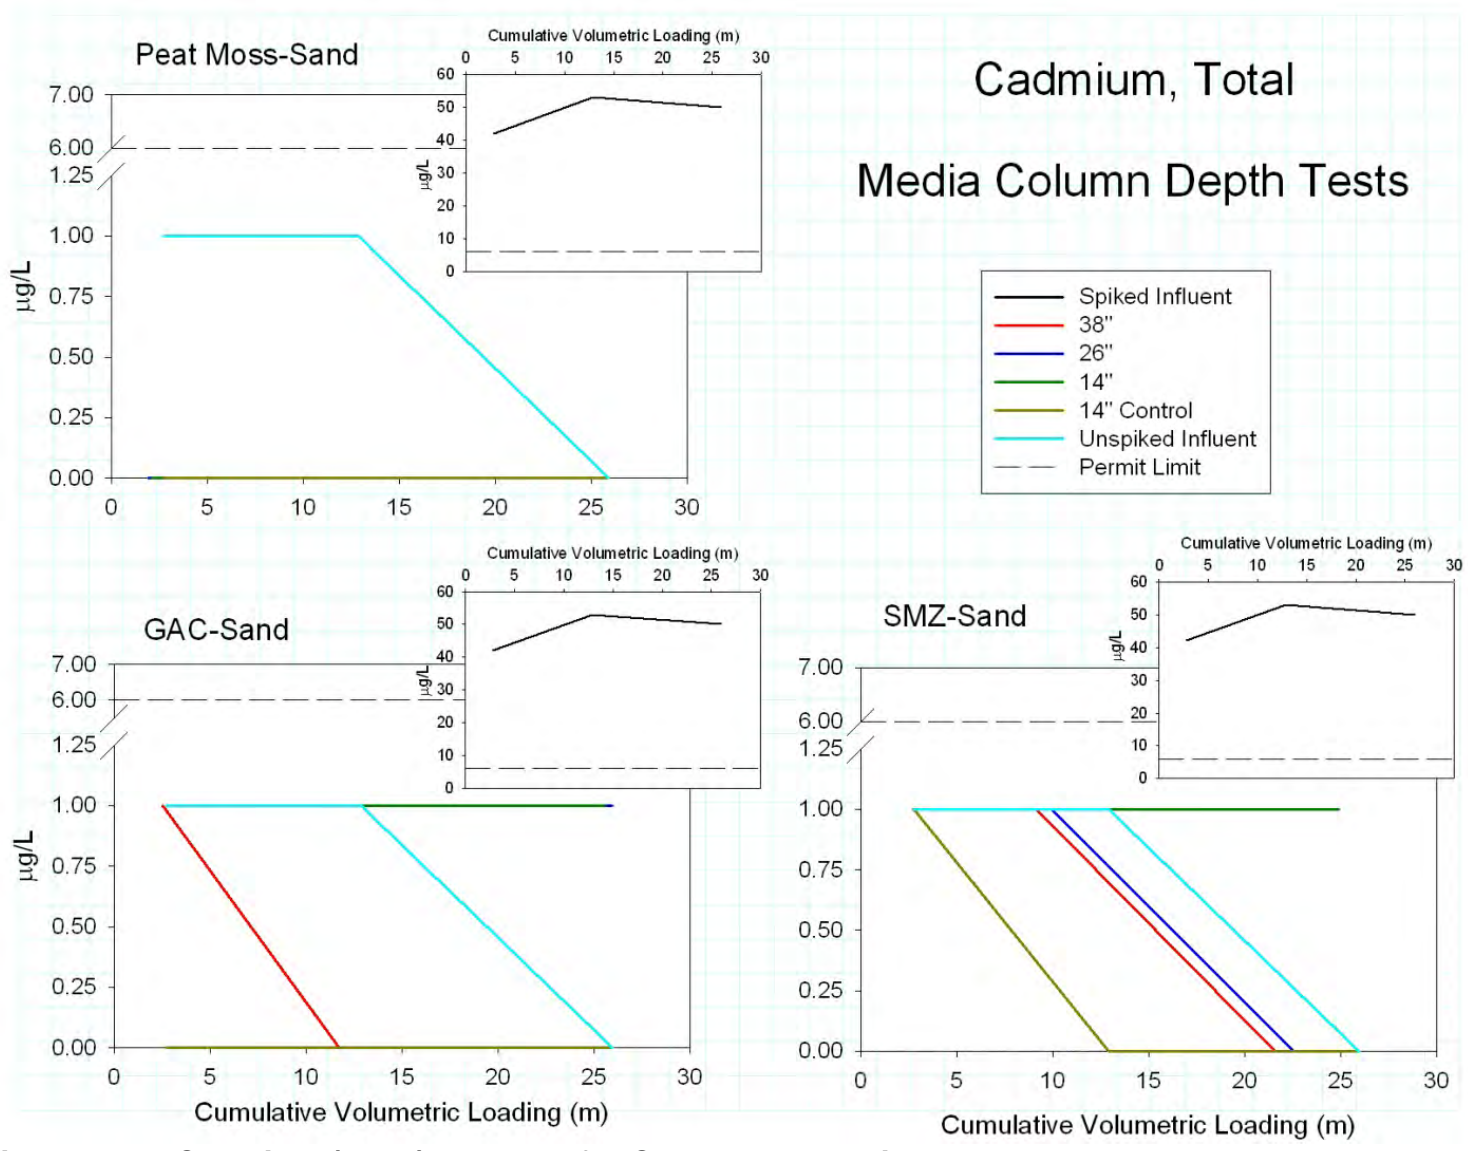 Cadmium, Total
Media Column Depth Tests
Spiked Influent
38"
26"
14"
14" Control
Unspiked Influent
Permit Limit
Peat Moss-Sand
Cumulative Volumetric Loading (m)
0 5 10 15 20 25 30
60
50
40
30
20
10
0
µg/L
7.00
6.00
1.25
1.00
0.75
0.50
0.25
0.00
µg/L
0 5 10 15 20 25 30
GAC-Sand
Cumulative Volumetric Loading (m)
0 5 10 15 20 25 30
60
50
40
30
20
10
0
µg/L
7.00
6.00
1.25
1.00
0.75
0.50
0.25
0.00
µg/L
0 5 10 15 20 25 30
Cumulative Volumetric Loading (m)
SMZ-Sand
Cumulative Volumetric Loading (m)
0 5 10 15 20 25 30
60
50
40
30
20
10
0
µg/L
7.00
6.00
1.25
1.00
0.75
0.50
0.25
0.00
0 5 10 15 20 25 30
Cumulative Volumetric Loading (m)